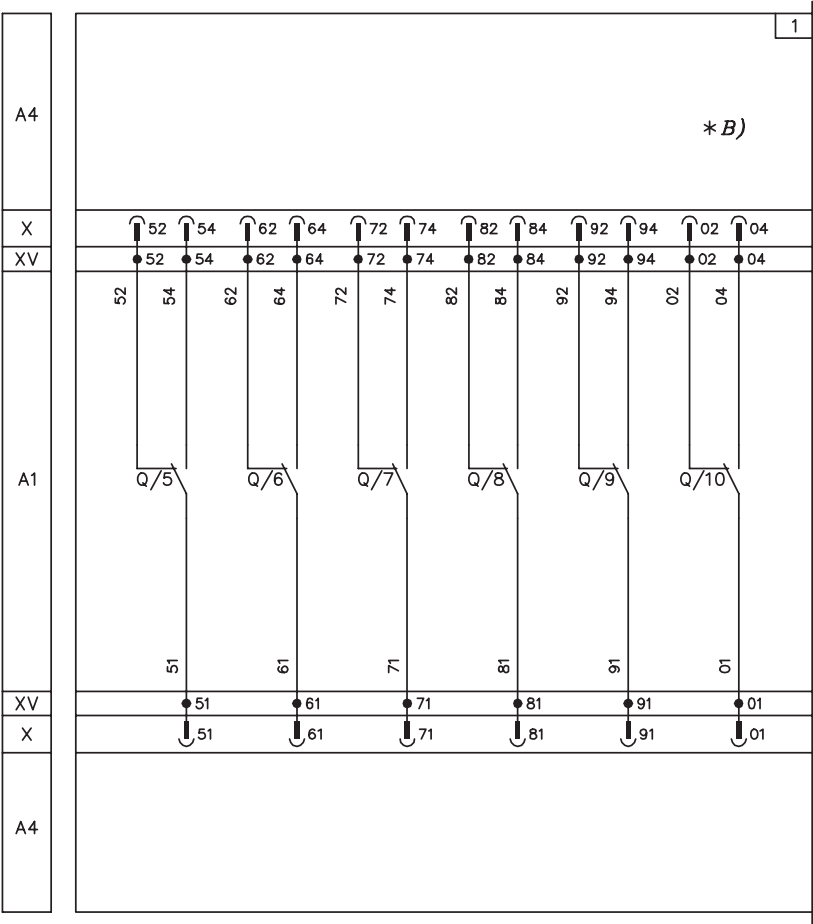 1
A4
*B)
X 52 54 62 64 72 74 82 84 92 94 02 04
XV 52 54 62 64 72 74 82 84 92 94 02 04
52 54 62 64 72 74 82 84 92 94 02 04
A1 Q/5 Q/6 Q/7 Q/8 Q/9 Q/10
51 61 71 81 91 01
XV 51 61 71 81 91 01
X 51 61 71 81 91 01
A4